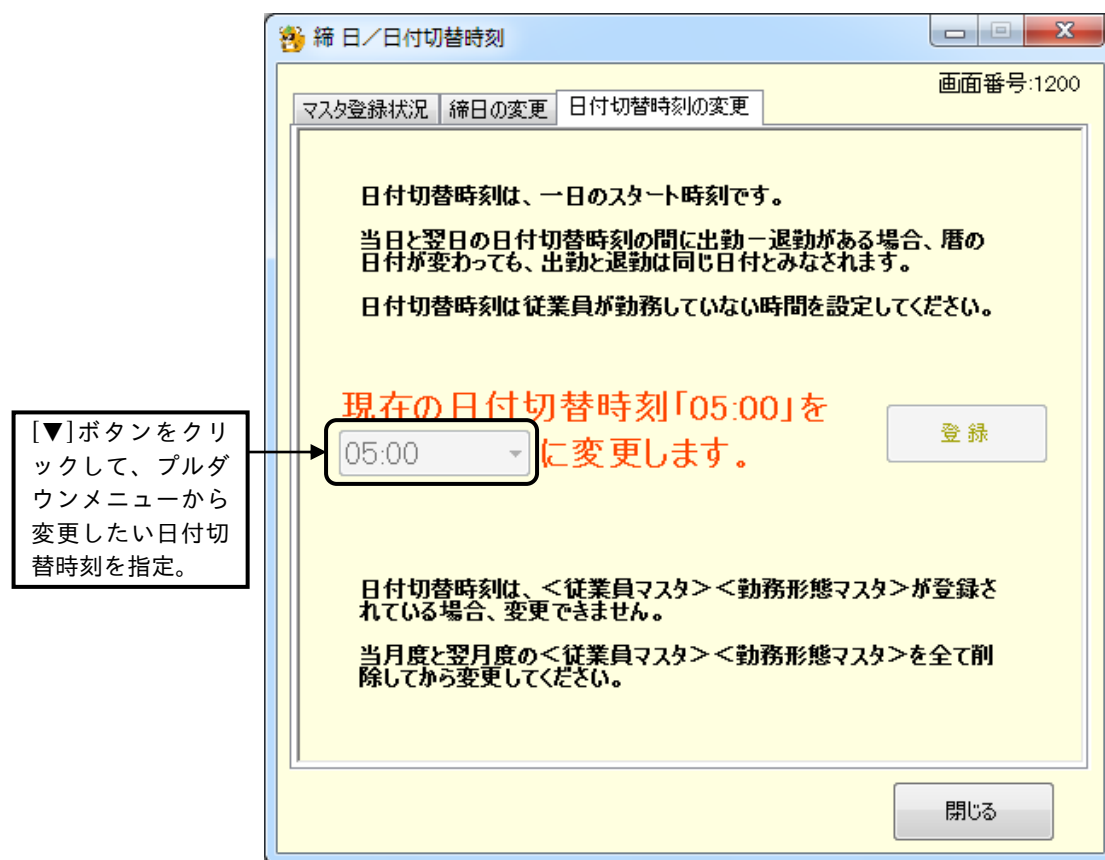 締 日／日付切替時刻
画面番号:1200
マスタ登録状況 締日の変更 日付切替時刻の変更
日付切替時刻は、一日のスタート時刻です。
当日と翌日の日付切替時刻の間に出勤－退勤がある場合、暦の
日付が変わっても、出勤と退勤は同じ日付とみなされます。
日付切替時刻は従業員が勤務していない時間を設定してください。
現在の日付切替時刻「05:00」を
05:00 に変更します。
登録
[▼]ボタンをクリ
ックして、プルダ
ウンメニューから
変更したい日付切
替時刻を指定。
日付切替時刻は、＜従業員マスタ＞＜勤務形態マスタ＞が登録さ
れている場合、変更できません。
当月度と翌月度の＜従業員マスタ＞＜勤務形態マスタ＞を全て削
除してから変更してください。
閉じる